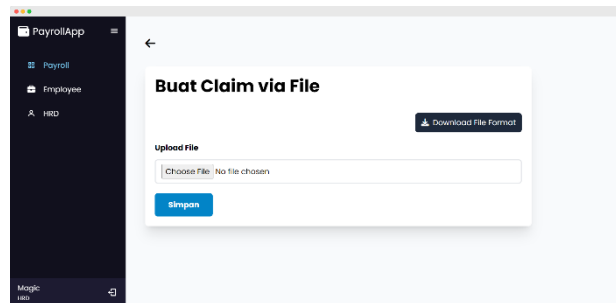 PayrollApp
Payroll
Employee
HRD
Buat Claim via File
Download File Format
Upload File
Choose File No file chosen
Simpan
Magic
HRD